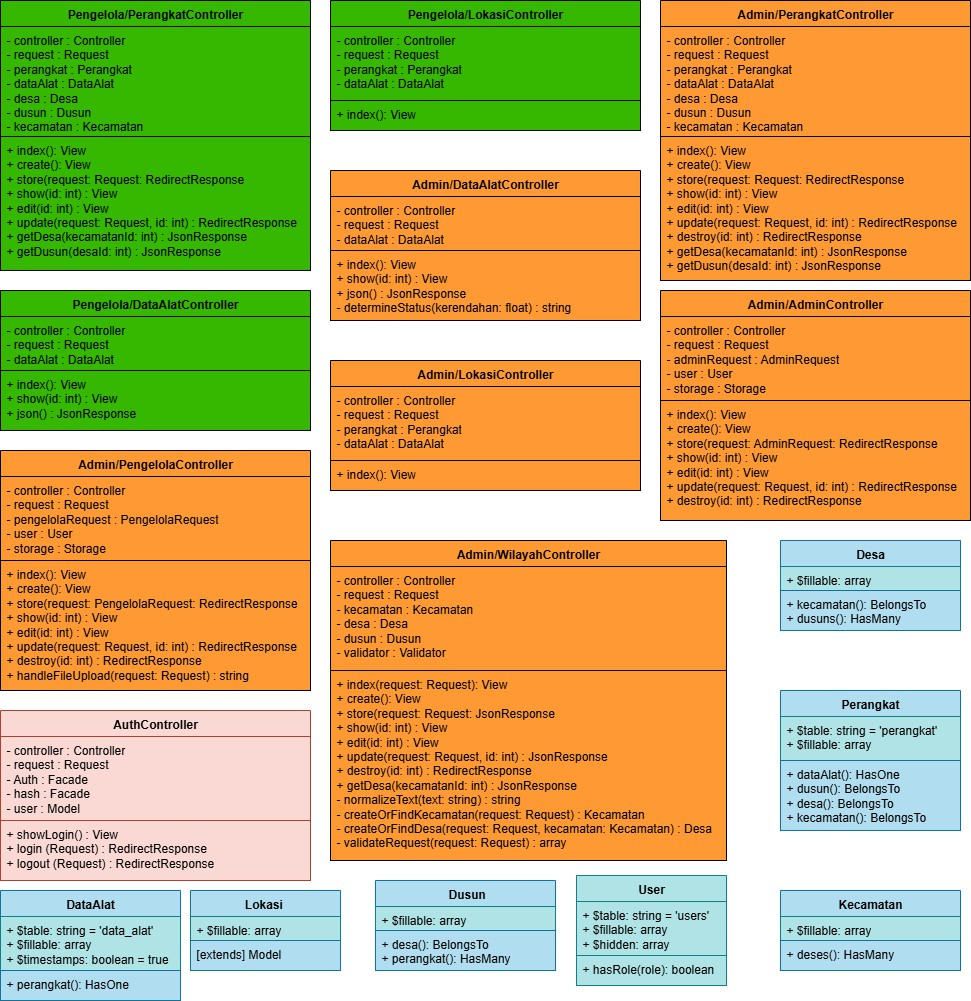 Pengelola/PerangkatController
- controller : Controller
- request : Request
- perangkat : Perangkat
- dataAlat : DataAlat
- desa : Desa
- dusun : Dusun
- kecamatan : Kecamatan
+ index(): View
+ create(): View
+ store(request: Request: RedirectResponse
+ show(id: int) : View
+ edit(id: int) : View
+ update(request: Request, id: int) : RedirectResponse
+ getDesa(kecamatanId: int) : JsonResponse
+ getDusun(desaId: int) : JsonResponse
Pengelola/LokasiController
- controller : Controller
- request : Request
- perangkat : Perangkat
- dataAlat : DataAlat
+ index(): View
Admin/PerangkatController
- controller : Controller
- request : Request
- perangkat : Perangkat
- dataAlat : DataAlat
- desa : Desa
- dusun : Dusun
- kecamatan : Kecamatan
+ index(): View
+ create(): View
+ store(request: Request: RedirectResponse
+ show(id: int) : View
+ edit(id: int) : View
+ update(request: Request, id: int) : RedirectResponse
+ destroy(id: int) : RedirectResponse
+ getDesa(kecamatanId: int) : JsonResponse
+ getDusun(desaId: int) : JsonResponse
Admin/DataAlatController
- controller : Controller
- request : Request
- dataAlat : DataAlat
+ index(): View
+ show(id: int) : View
+ json() : JsonResponse
- determineStatus(kerendahan: float) : string
Pengelola/DataAlatController
- controller : Controller
- request : Request
- dataAlat : DataAlat
+ index(): View
+ show(id: int) : View
+ json() : JsonResponse
Admin/LokasiController
- controller : Controller
- request : Request
- perangkat : Perangkat
- dataAlat : DataAlat
+ index(): View
Admin/AdminController
- controller : Controller
- request : Request
- adminRequest : AdminRequest
- user : User
- storage : Storage
+ index(): View
+ create(): View
+ store(request: AdminRequest: RedirectResponse
+ show(id: int) : View
+ edit(id: int) : View
+ update(request: Request, id: int) : RedirectResponse
+ destroy(id: int) : RedirectResponse
Admin/PengelolaController
- controller : Controller
- request : Request
- pengelolaRequest : PengelolaRequest
- user : User
- storage : Storage
+ index(): View
+ create(): View
+ store(request: PengelolaRequest: RedirectResponse
+ show(id: int) : View
+ edit(id: int) : View
+ update(request: Request, id: int) : RedirectResponse
+ destroy(id: int) : RedirectResponse
+ handleFileUpload(request: Request) : string
Admin/WilayahController
- controller : Controller
- request : Request
- kecamatan : Kecamatan
- desa : Desa
- dusun : Dusun
- validator : Validator
+ index(request: Request): View
+ create(): View
+ store(request: Request: JsonResponse
+ show(id: int) : View
+ edit(id: int) : View
+ update(request: Request, id: int) : JsonResponse
+ destroy(id: int) : RedirectResponse
+ getDesa(kecamatanId: int) : JsonResponse
- normalizeText(text: string) : string
- createOrFindKecamatan(request: Request) : Kecamatan
- createOrFindDesa(request: Request, kecamatan: Kecamatan) : Desa
- validateRequest(request: Request) : array
Desa
+ $fillable: array
+ kecamatan(): BelongsTo
+ dusuns(): HasMany
Perangkat
+ $table: string = 'perangkat'
+ $fillable: array
+ dataAlat(): HasOne
+ dusun(): BelongsTo
+ desa(): BelongsTo
+ kecamatan(): BelongsTo
AuthController
- controller : Controller
- request : Request
- Auth : Facade
- hash : Facade
- user : Model
+ showLogin() : View
+ login (Request) : RedirectResponse
+ logout (Request) : RedirectResponse
DataAlat
+ $table: string = 'data_alat'
+ $fillable: array
+ $timestamps: boolean = true
+ perangkat(): HasOne
Lokasi
+ $fillable: array
[extends] Model
Dusun
+ $fillable: array
+ desa(): BelongsTo
+ perangkat(): HasMany
User
+ $table: string = 'users'
+ $fillable: array
+ $hidden: array
+ hasRole(role): boolean
Kecamatan
+ $fillable: array
+ deses(): HasMany